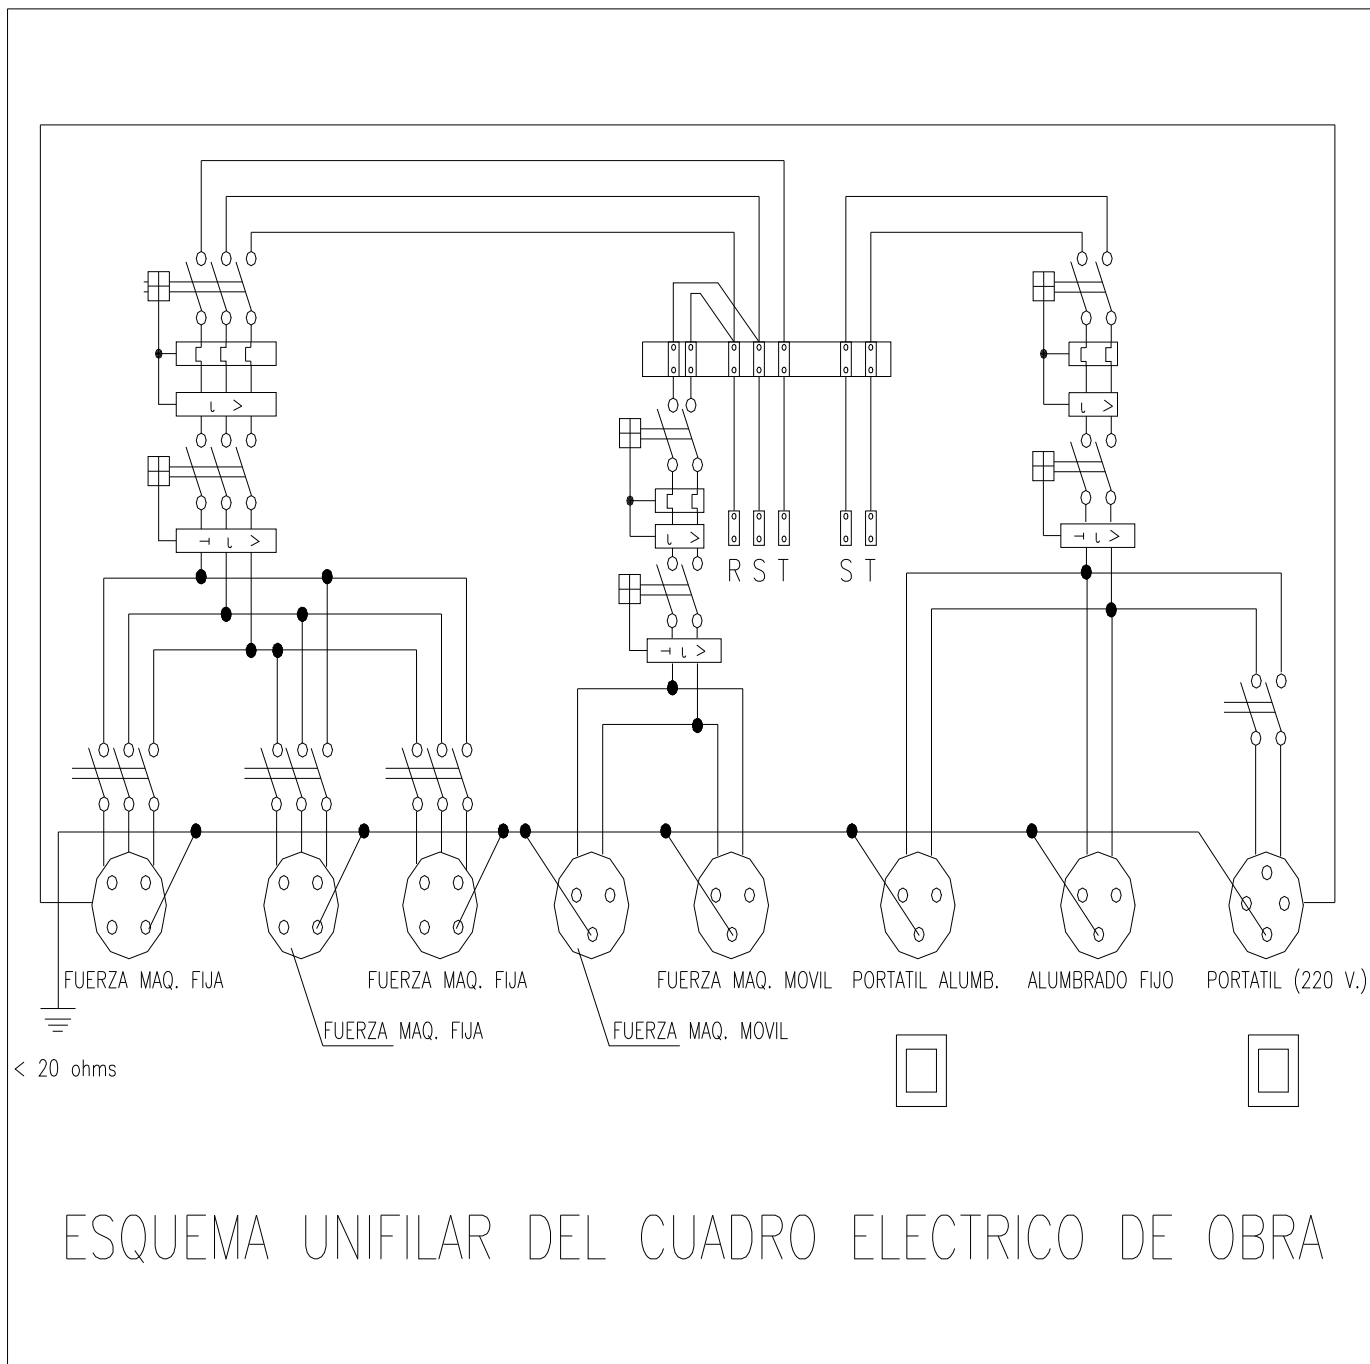 R S T S T
FUERZA MAQ. FIJA FUERZA MAQ. FIJA FUERZA MAQ. MOVIL PORTATIL ALUMB. ALUMBRADO FIJO PORTATIL (220 V.)
FUERZA MAQ. FIJA FUERZA MAQ. MOVIL
< 20 ohms
ESQUEMA UNIFILAR DEL CUADRO ELECTRICO DE OBRA